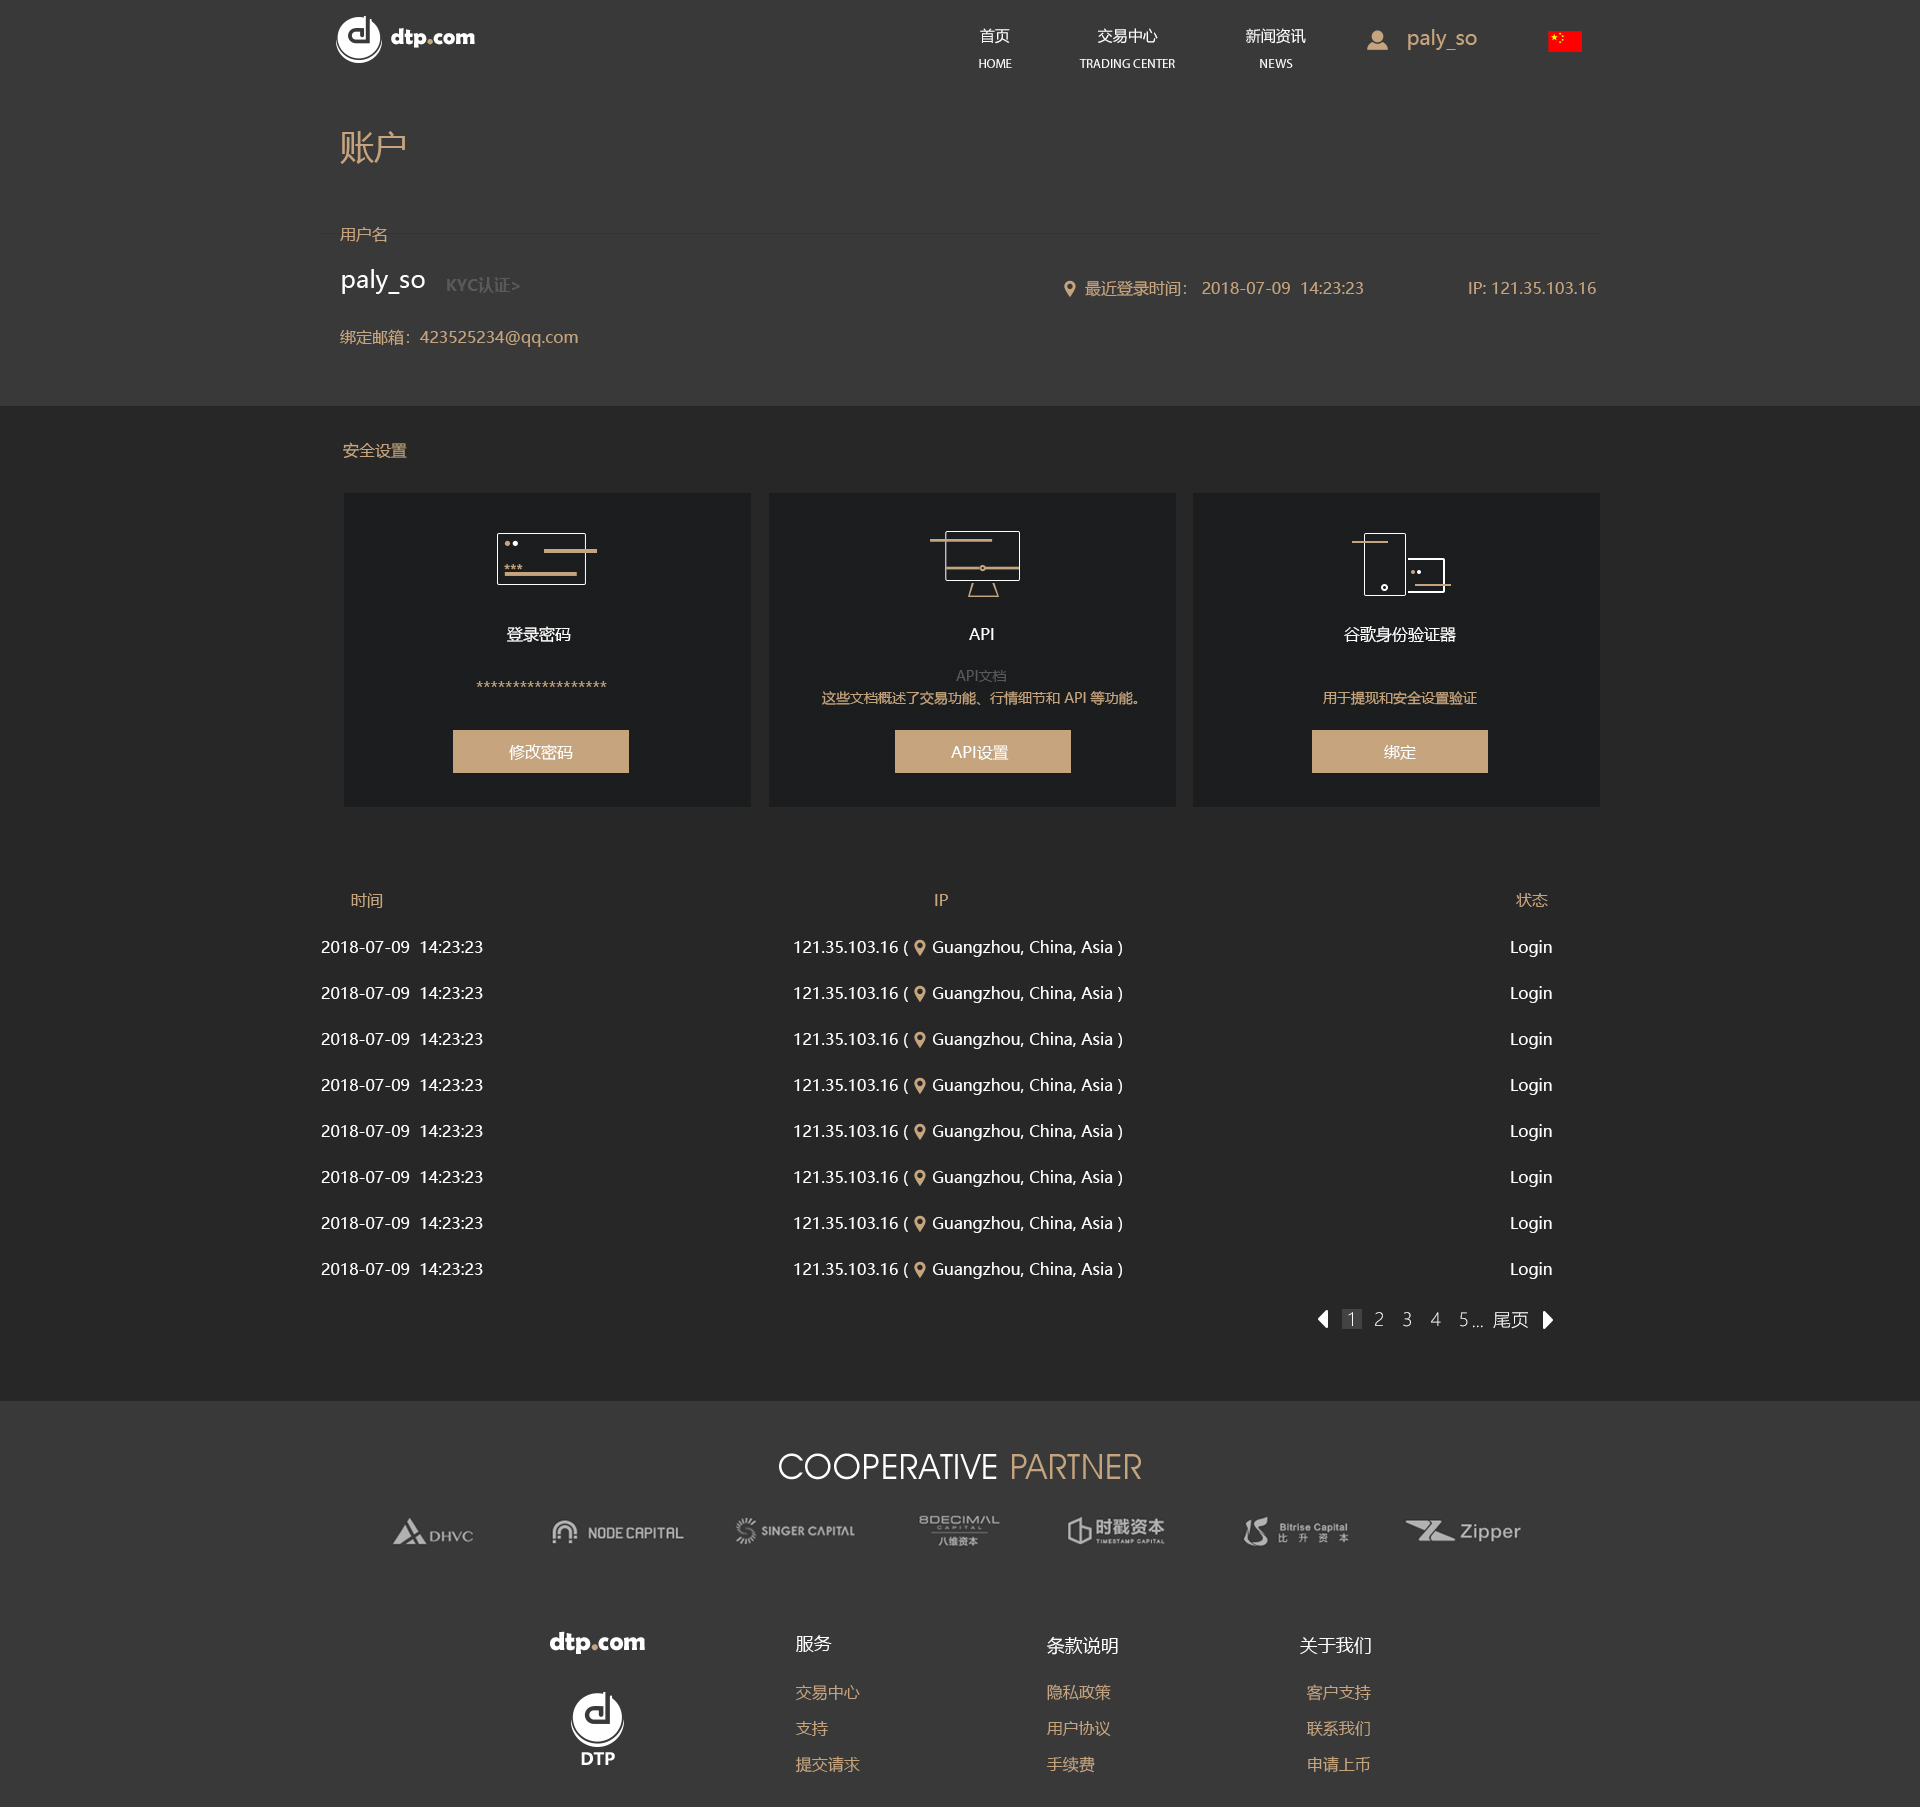 dtp.com
首页 交易中心 新闻资讯 paly_so
HOME TRADING CENTER NEWS
账户
用户名
paly_so KYC认证>
最近登录时间： 2018-07-09 14:23:23 IP: 121.35.103.16
绑定邮箱：423525234@qq.com
安全设置
***
登录密码
******************
修改密码
API
API文档
这些文档概述了交易功能、行情细节和 API 等功能。
API设置
谷歌身份验证器
用于提现和安全设置验证
绑定
时间 IP 状态
2018-07-09 14:23:23 121.35.103.16 ( Guangzhou, China, Asia ) Login
2018-07-09 14:23:23 121.35.103.16 ( Guangzhou, China, Asia ) Login
2018-07-09 14:23:23 121.35.103.16 ( Guangzhou, China, Asia ) Login
2018-07-09 14:23:23 121.35.103.16 ( Guangzhou, China, Asia ) Login
2018-07-09 14:23:23 121.35.103.16 ( Guangzhou, China, Asia ) Login
2018-07-09 14:23:23 121.35.103.16 ( Guangzhou, China, Asia ) Login
2018-07-09 14:23:23 121.35.103.16 ( Guangzhou, China, Asia ) Login
2018-07-09 14:23:23 121.35.103.16 ( Guangzhou, China, Asia ) Login
1 2 3 4 5... 尾页
COOPERATIVE PARTNER
DHVC
NODE CAPITAL
SINGER CAPITAL
8DECIMAL
CAPITAL
八维资本
时戳资本
TIMESTAMP CAPITAL
Bitrise Capital
比升资本
Zipper
dtp.com
DTP
服务
交易中心
支持
提交请求
条款说明
隐私政策
用户协议
手续费
关于我们
客户支持
联系我们
申请上币